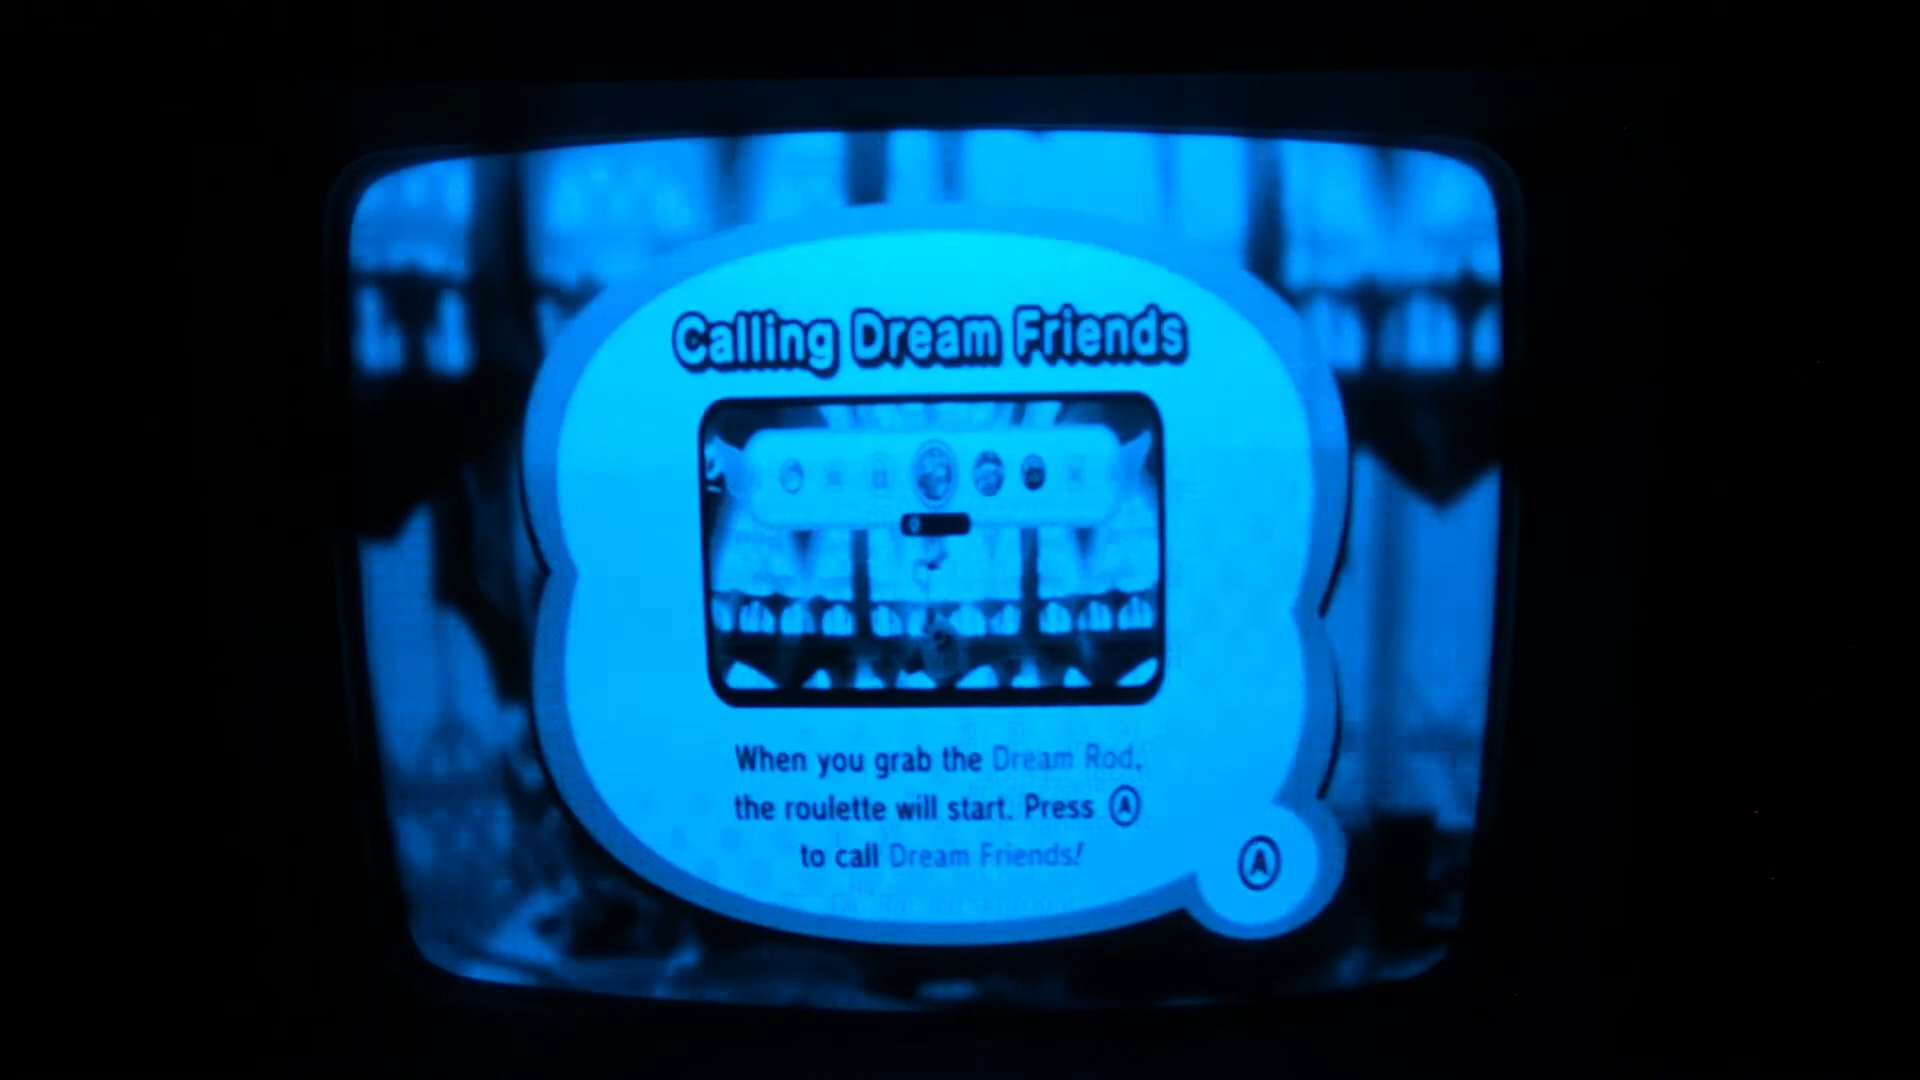 Calling Dream Friends
When you grab the Dream Rod,
the roulette will start. Press Ⓐ
to call Dream Friends!
Ⓐ